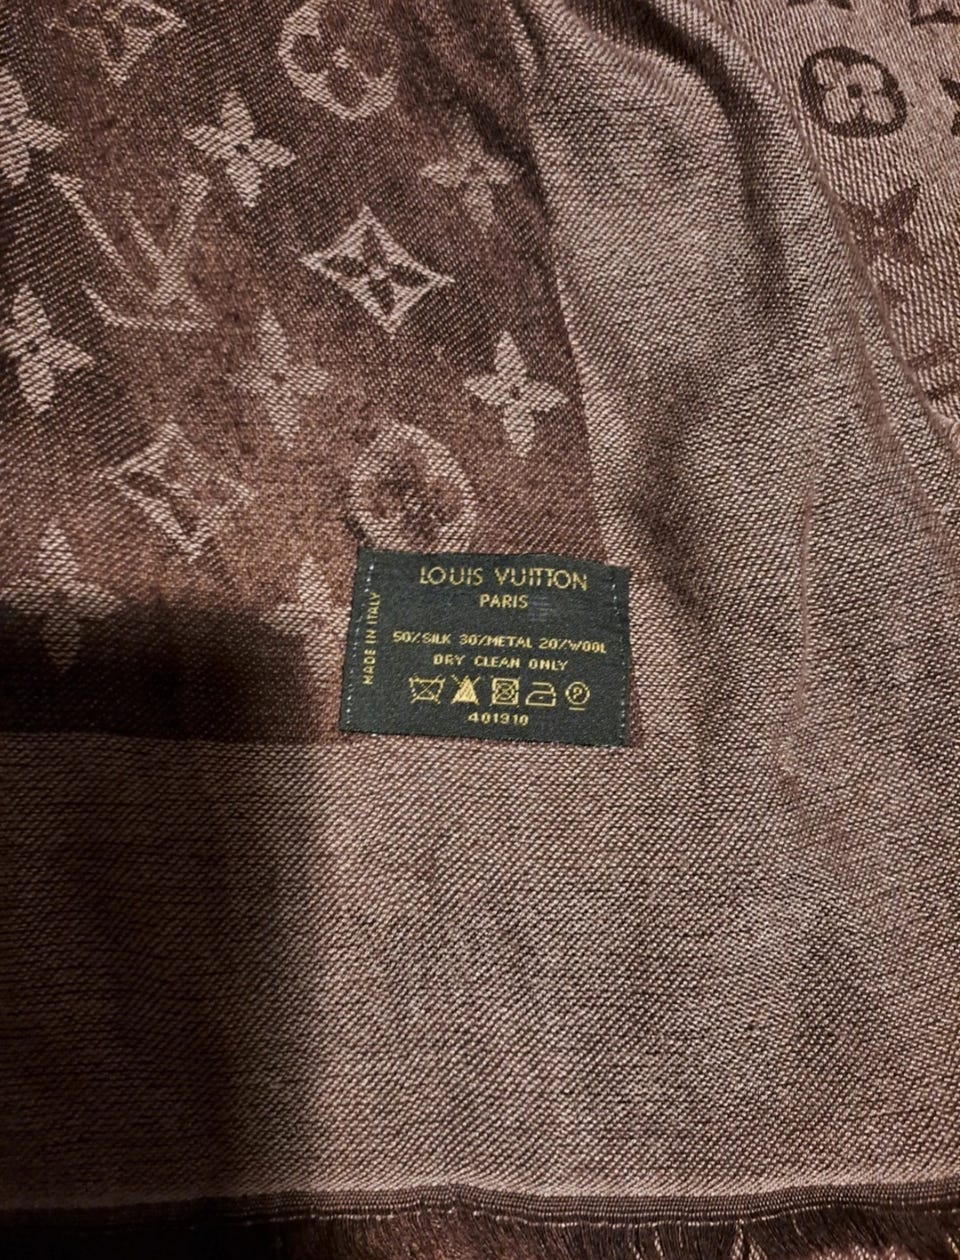 LOUIS VUITTON
PARIS
MADE IN ITALY
50%SILK 30%METAL 20%WOOL
DRY CLEAN ONLY
P
401910